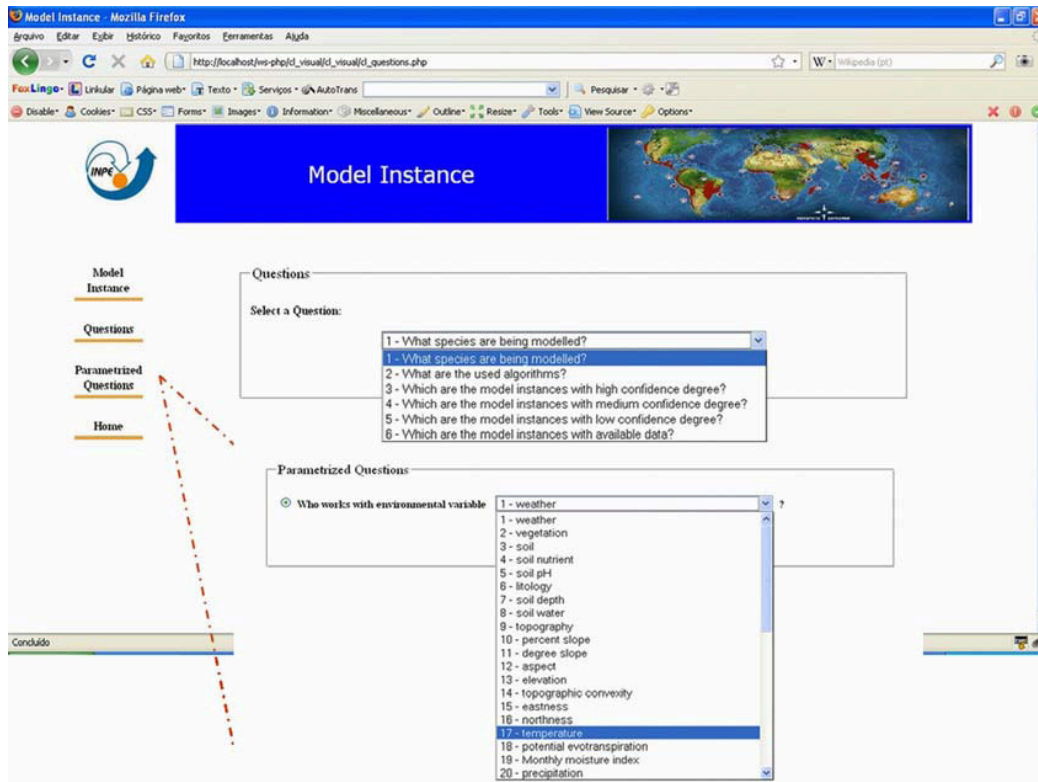 Model Instance - Mozilla Firefox
Arquivo Editar Exibir Histórico Favoritos Ferramentas Ajuda
http://localhost/ws-php/cl_visual/cl_visual/cl_questions.php
W Wikipedia (pt)
FoxLingo Linkular Página web Texto Serviços AutoTrans Pesquisar
Disable Cookies CSS Forms Images Information Miscellaneous Outline Resize Tools View Source Options
INPE
Model Instance
Model
Instance
Questions
Parametrized
Questions
Home
Questions
Select a Question:
1 - What species are being modelled?
1 - What species are being modelled?
2 - What are the used algorithms?
3 - Which are the model instances with high confidence degree?
4 - Which are the model instances with medium confidence degree?
5 - Which are the model instances with low confidence degree?
6 - Which are the model instances with available data?
Parametrized Questions
Who works with environmental variable 1 - weather ?
1 - weather
2 - vegetation
3 - soil
4 - soil nutrient
5 - soil pH
6 - litology
7 - soil depth
8 - soil water
9 - topography
10 - percent slope
11 - degree slope
12 - aspect
13 - elevation
14 - topographic convexity
15 - eastness
16 - northness
17 - temperature
18 - potential evotranspiration
19 - Monthly moisture index
20 - precipitation
Concluído